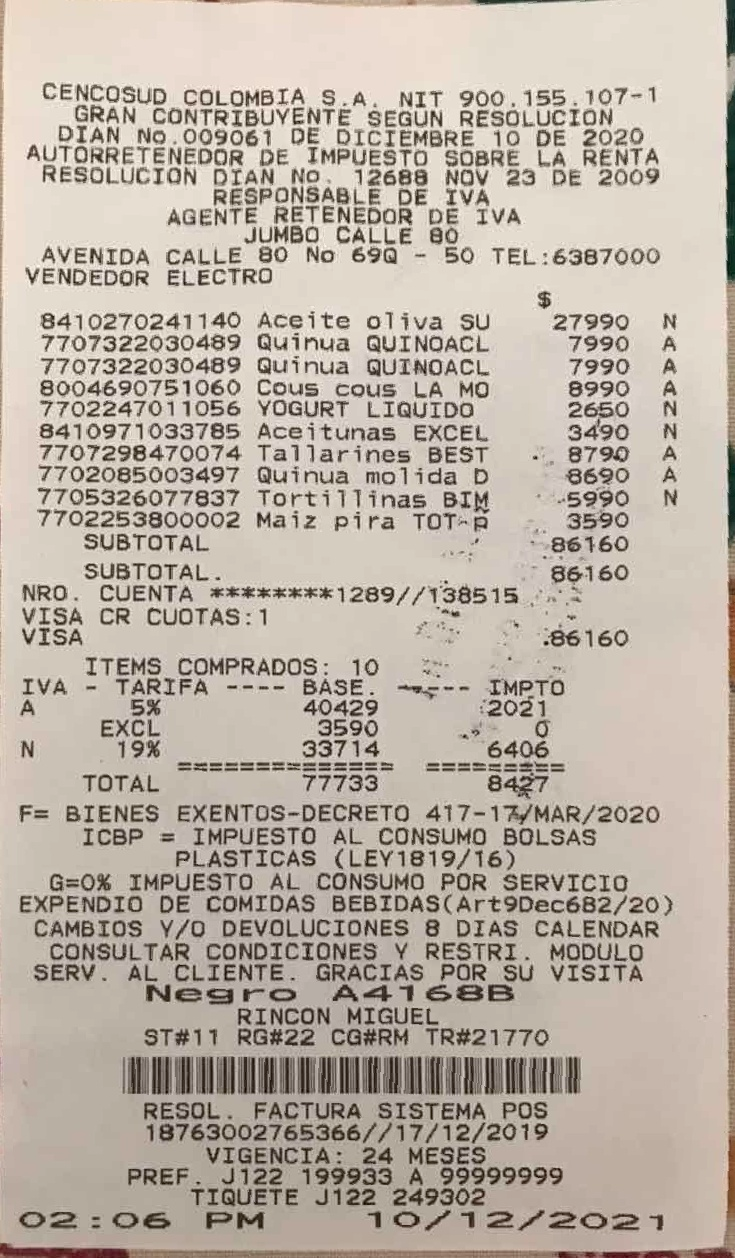 CENCOSUD COLOMBIA S.A. NIT 900.155.107-1
GRAN CONTRIBUYENTE SEGUN RESOLUCION
DIAN No.009061 DE DICIEMBRE 10 DE 2020
AUTORRETENEDOR DE IMPUESTO SOBRE LA RENTA
RESOLUCION DIAN No. 12688 NOV 23 DE 2009
RESPONSABLE DE IVA
AGENTE RETENEDOR DE IVA
JUMBO CALLE 80
AVENIDA CALLE 80 No 69Q - 50 TEL:6387000
VENDEDOR ELECTRO
$
8410270241140 Aceite oliva SU 27990 N
7707322030489 Quinua QUINOACL 7990 A
7707322030489 Quinua QUINOACL 7990 A
8004690751060 Cous cous LA MO 8990 A
7702247011056 YOGURT LIQUIDO 2650 N
8410971033785 Aceitunas EXCEL 3490 N
7707298470074 Tallarines BEST 8790 A
7702085003497 Quinua molida D 8690 A
7705326077837 Tortillinas BIM 5990 N
7702253800002 Maiz pira TOT-p 3590
SUBTOTAL 86160
SUBTOTAL. 86160
NRO. CUENTA ********1289//138515
VISA CR CUOTAS:1
VISA 86160
ITEMS COMPRADOS: 10
IVA - TARIFA ---- BASE. ------ IMPTO
A 5% 40429 2021
EXCL 3590 0
N 19% 33714 6406
=============== =========
TOTAL 77733 8427
F= BIENES EXENTOS-DECRETO 417-17/MAR/2020
ICBP = IMPUESTO AL CONSUMO BOLSAS
PLASTICAS (LEY1819/16)
G=0% IMPUESTO AL CONSUMO POR SERVICIO
EXPENDIO DE COMIDAS BEBIDAS(Art9Dec682/20)
CAMBIOS Y/O DEVOLUCIONES 8 DIAS CALENDAR
CONSULTAR CONDICIONES Y RESTRI. MODULO
SERV. AL CLIENTE. GRACIAS POR SU VISITA
Negro A4168B
RINCON MIGUEL
ST#11 RG#22 CG#RM TR#21770
RESOL. FACTURA SISTEMA POS
18763002765366//17/12/2019
VIGENCIA: 24 MESES
PREF. J122 199933 A 99999999
TIQUETE J122 249302
02:06 PM 10/12/2021